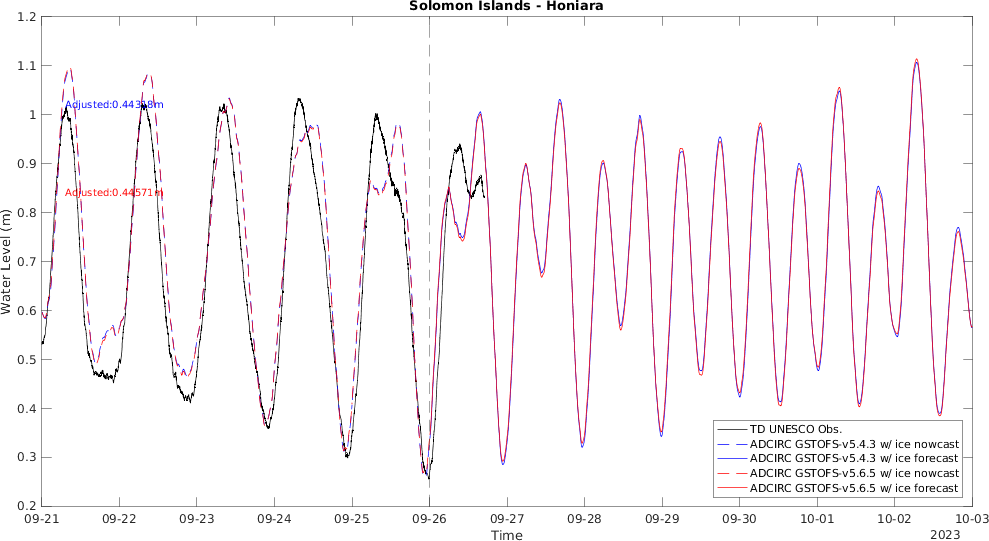 Solomon Islands - Honiara
1.2
1.1
1
0.9
0.8
0.7
0.6
0.5
0.4
0.3
0.2
Water Level (m)
Adjusted:0.44328m
Adjusted:0.44571m
TD UNESCO Obs.
ADCIRC GSTOFS-v5.4.3 w/ ice nowcast
ADCIRC GSTOFS-v5.4.3 w/ ice forecast
ADCIRC GSTOFS-v5.6.5 w/ ice nowcast
ADCIRC GSTOFS-v5.6.5 w/ ice forecast
09-21 09-22 09-23 09-24 09-25 09-26 09-27 09-28 09-29 09-30 10-01 10-02 10-03
Time
2023